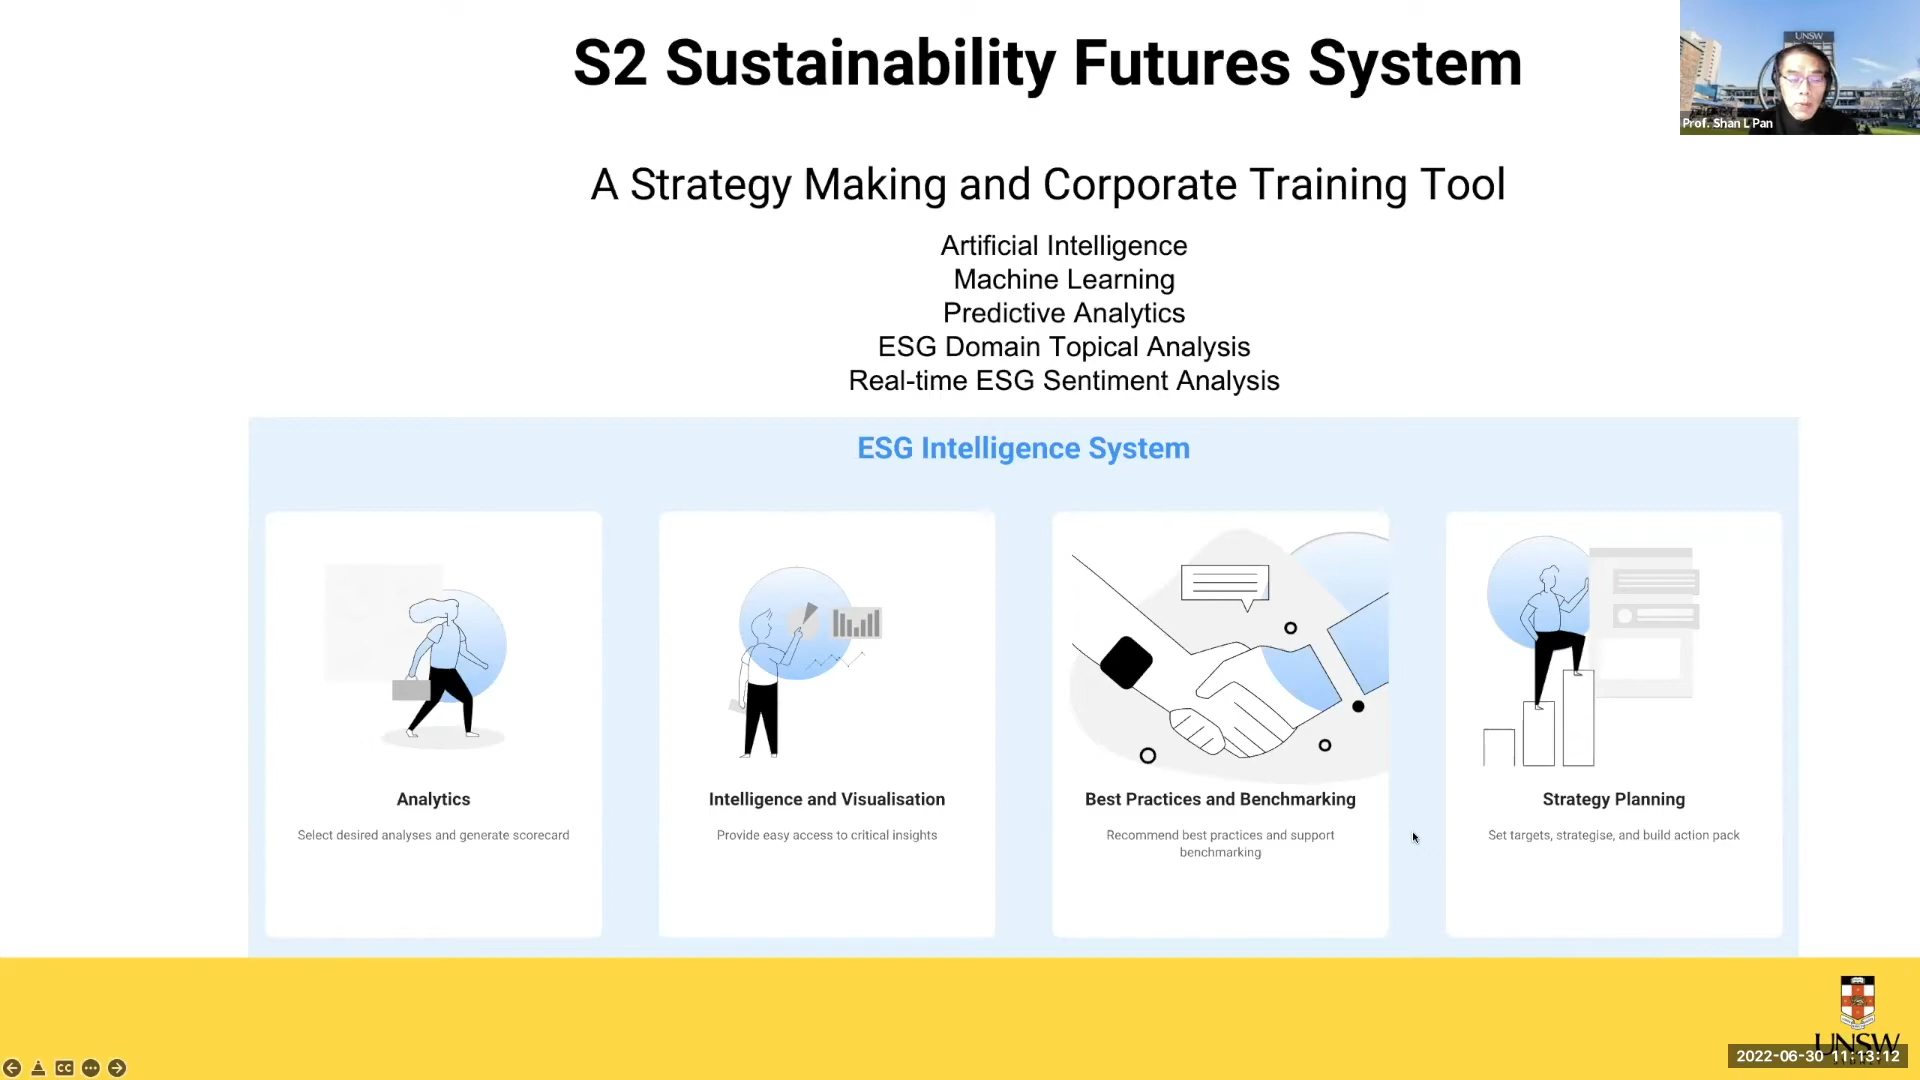 S2 Sustainability Futures System
UNSW
Prof. Shan L Pan
A Strategy Making and Corporate Training Tool
Artificial Intelligence
Machine Learning
Predictive Analytics
ESG Domain Topical Analysis
Real-time ESG Sentiment Analysis
ESG Intelligence System
Analytics
Select desired analyses and generate scorecard
Intelligence and Visualisation
Provide easy access to critical insights
Best Practices and Benchmarking
Recommend best practices and support
benchmarking
Strategy Planning
Set targets, strategise, and build action pack
UNSW
2022-06-30 11:13:12
CC